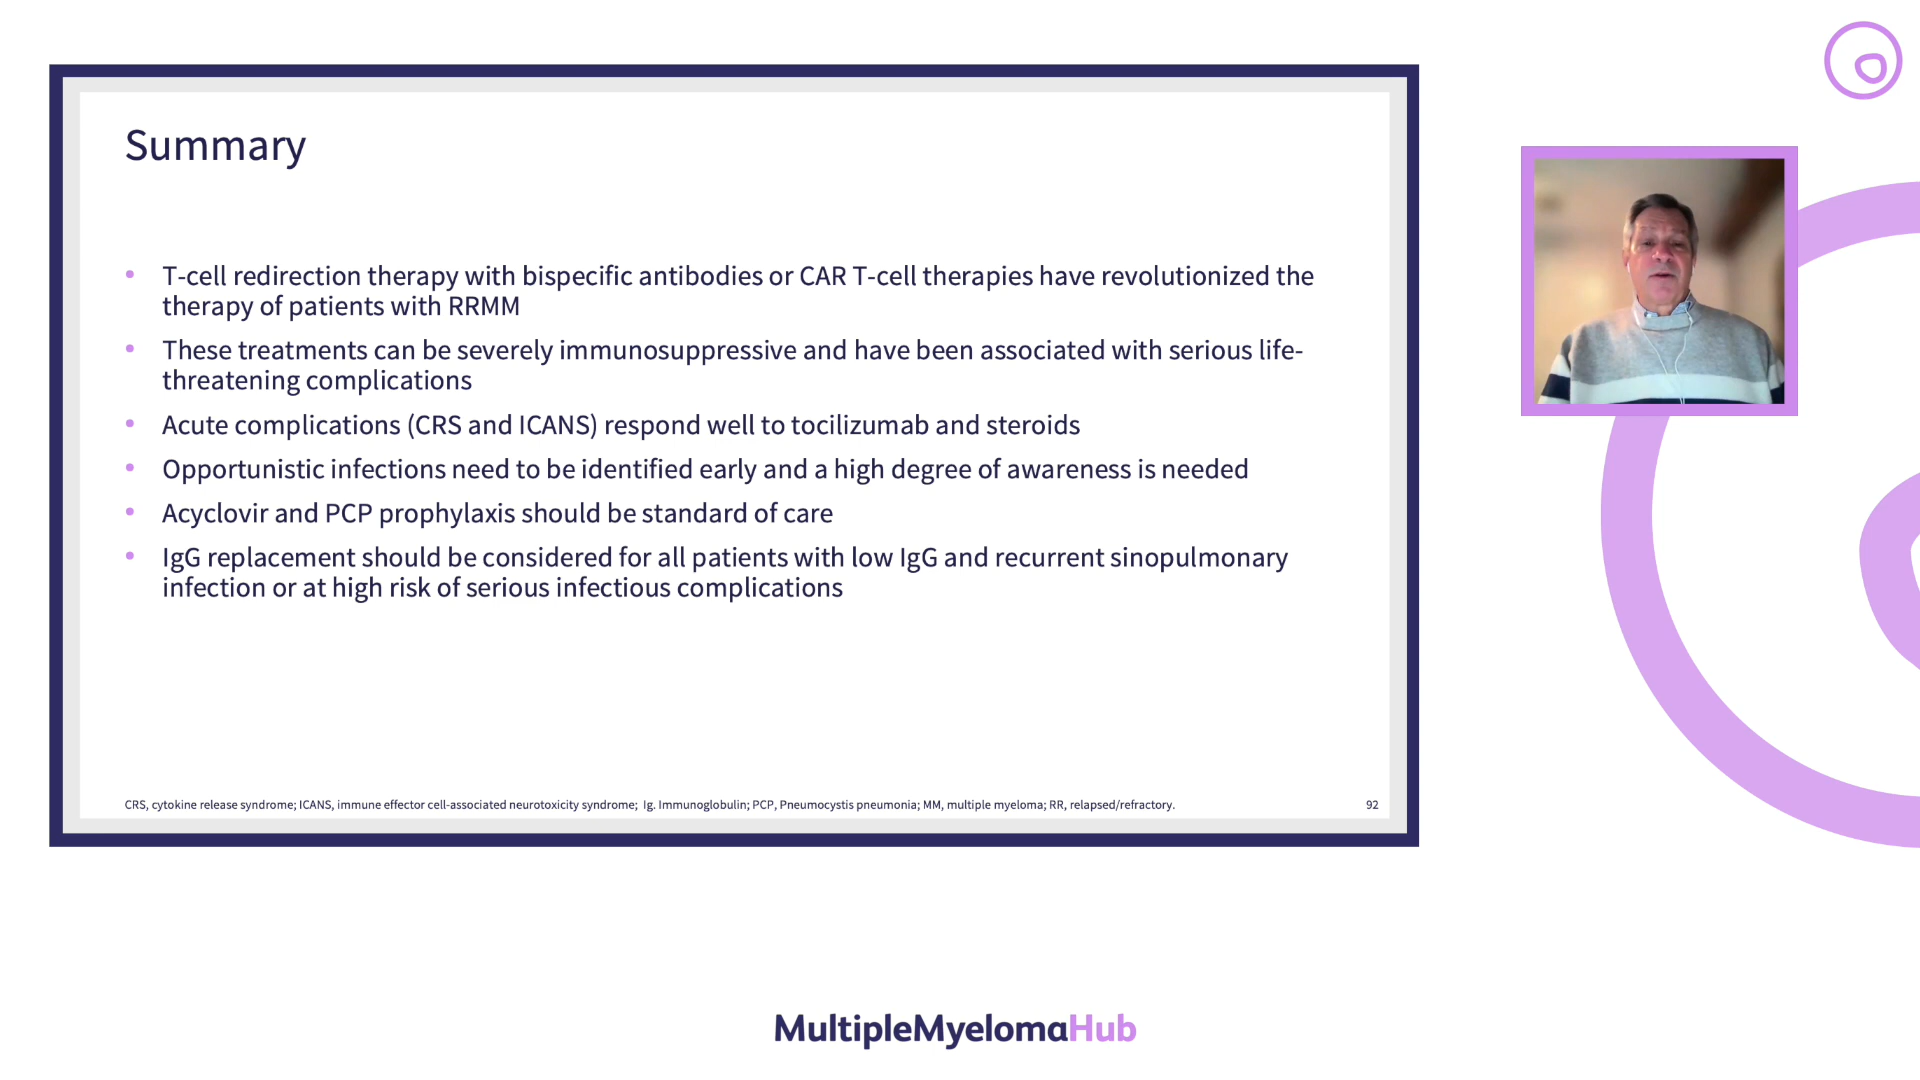 Summary
• T-cell redirection therapy with bispecific antibodies or CAR T-cell therapies have revolutionized the
therapy of patients with RRMM
• These treatments can be severely immunosuppressive and have been associated with serious life-
threatening complications
• Acute complications (CRS and ICANS) respond well to tocilizumab and steroids
• Opportunistic infections need to be identified early and a high degree of awareness is needed
• Acyclovir and PCP prophylaxis should be standard of care
• IgG replacement should be considered for all patients with low IgG and recurrent sinopulmonary
infection or at high risk of serious infectious complications
CRS, cytokine release syndrome; ICANS, immune effector cell-associated neurotoxicity syndrome; Ig. Immunoglobulin; PCP, Pneumocystis pneumonia; MM, multiple myeloma; RR, relapsed/refractory.
92
MultipleMyelomaHub